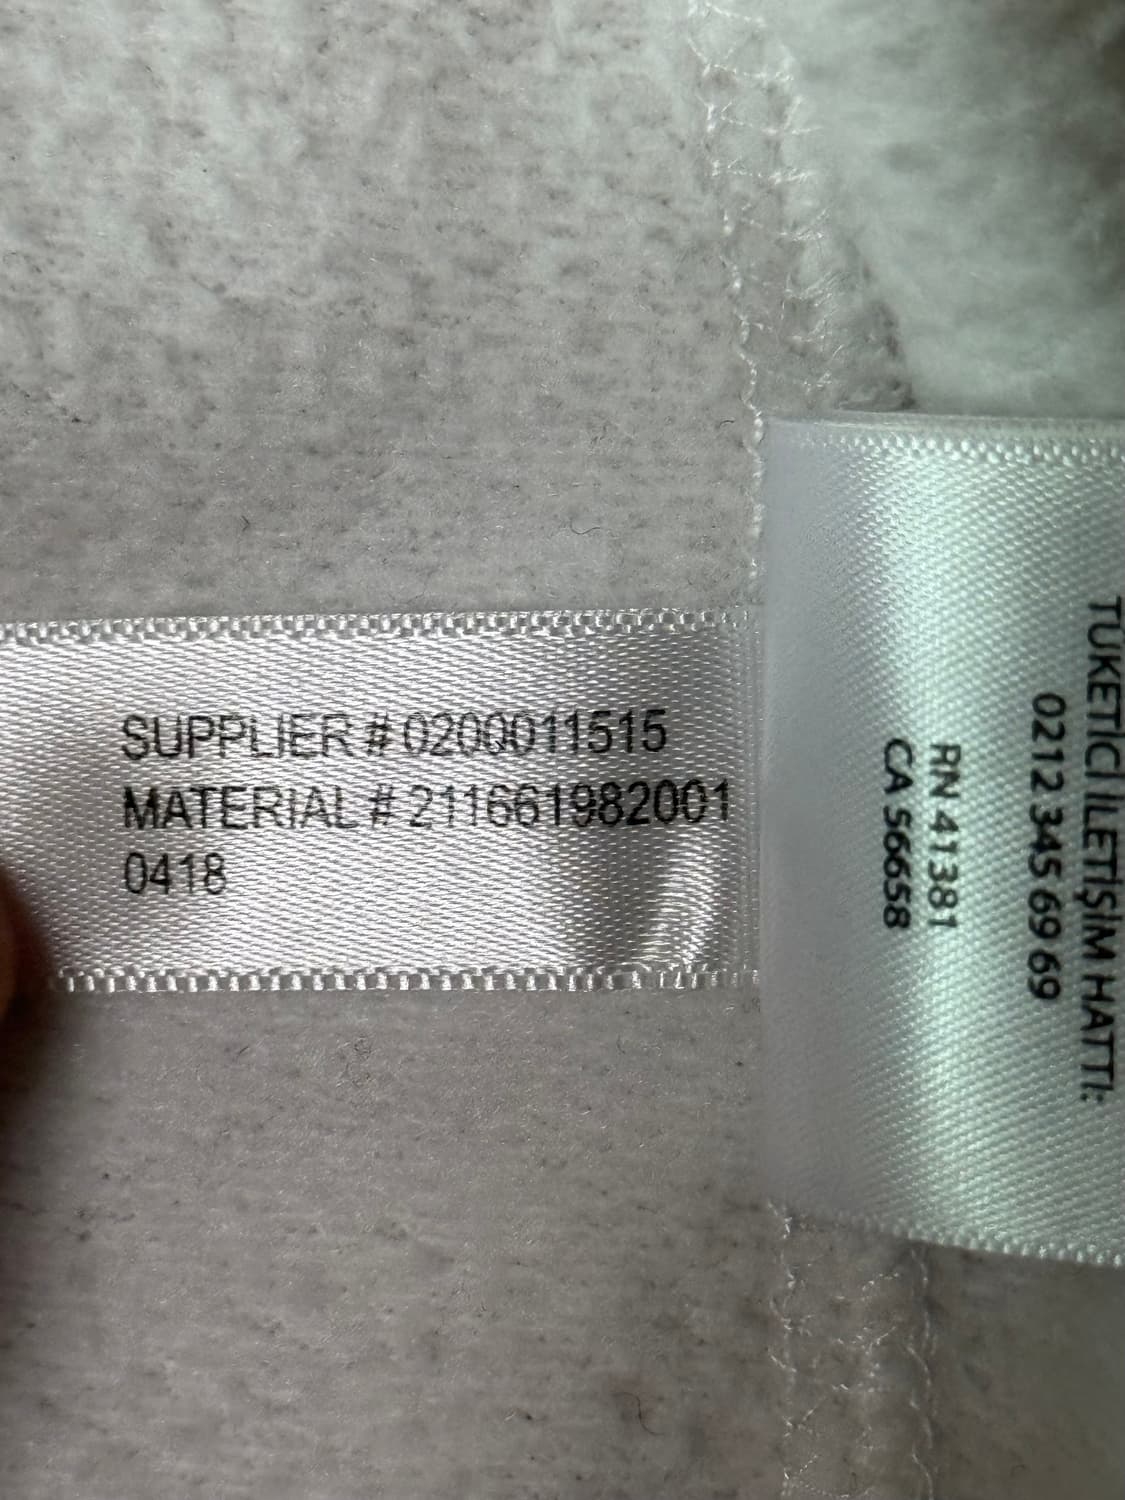 SUPPLIER # 0200011515
MATERIAL # 211661982001
0418
TÜKETİCİ İLETİŞİM HATTI:
0212 345 69 69
RN 41381
CA 56658